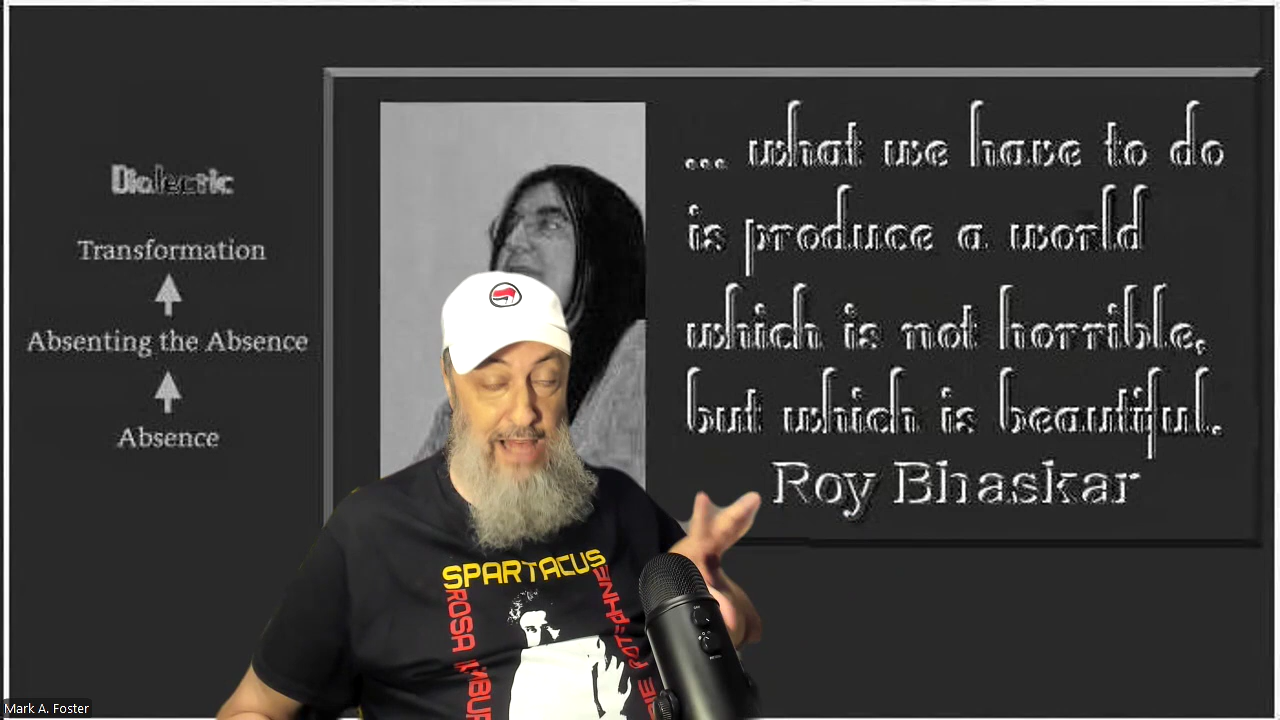 Dialectic
Transformation
Absenting the Absence
Absence
... what we have to do
is produce a world
which is not horrible,
but which is beautiful.
Roy Bhaskar
SPARTACUS
ROSA
Mark A. Foster